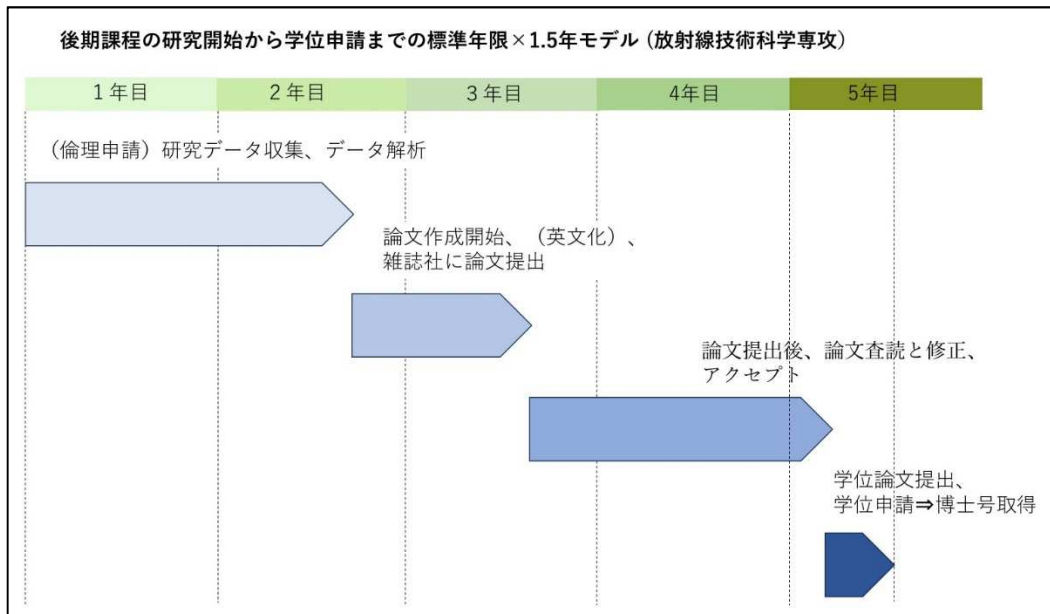 後期課程の研究開始から学位申請までの標準年限×1.5年モデル (放射線技術科学専攻)
1年目 2年目 3年目 4年目 5年目
（倫理申請）研究データ収集、データ解析
論文作成開始、（英文化）、
雑誌社に論文提出
論文提出後、論文査読と修正、
アクセプト
学位論文提出、
学位申請⇒博士号取得